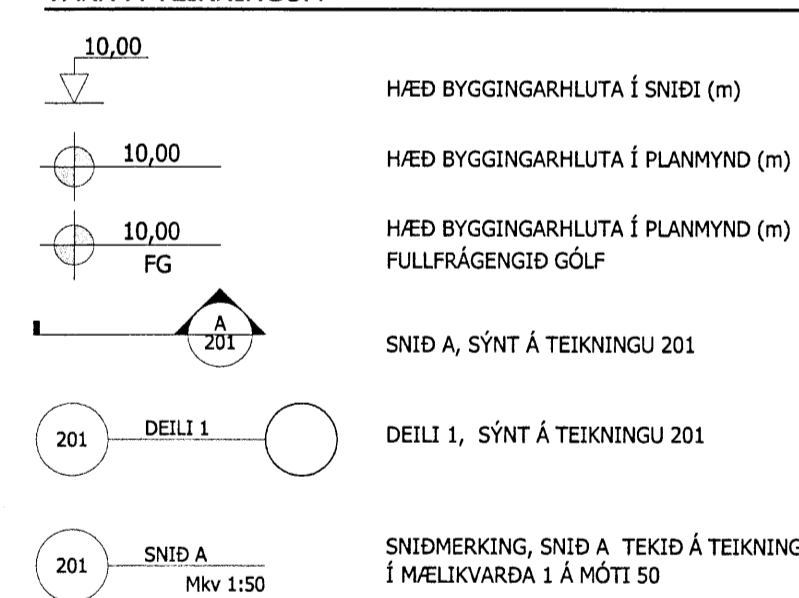 10,00
HÆÐ BYGGINGARHLUTA Í SNIÐI (m)
10,00
HÆÐ BYGGINGARHLUTA Í PLANMYND (m)
10,00
FG
HÆÐ BYGGINGARHLUTA Í PLANMYND (m)
FULLFRÁGENGIÐ GÓLF
A
201
SNIÐ A, SÝNT Á TEIKNINGU 201
201
DEILI 1
DEILI 1, SÝNT Á TEIKNINGU 201
201
SNIÐ A
Mkv 1:50
SNIÐMERKING, SNIÐ A TEKIÐ Á TEIKNING
Í MÆLIKVARÐA 1 Á MÓTI 50